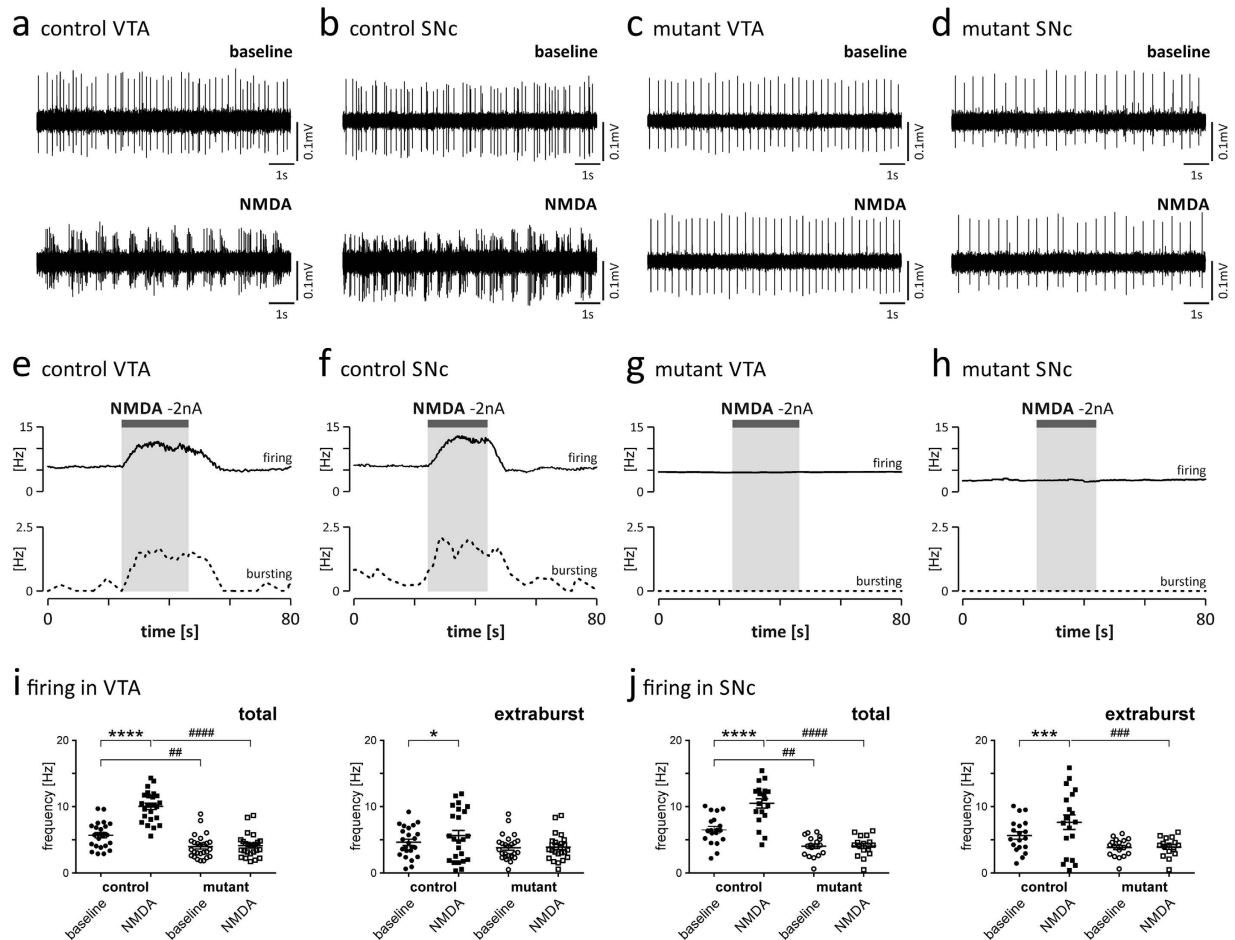 a control VTA
baseline
0.1mV
1s
NMDA
0.1mV
1s
b control SNc
baseline
0.1mV
1s
NMDA
0.1mV
1s
c mutant VTA
baseline
0.1mV
1s
NMDA
0.1mV
1s
d mutant SNc
baseline
0.1mV
1s
NMDA
0.1mV
1s
e control VTA
NMDA -2nA
15
[Hz]
firing
0
2.5
[Hz]
bursting
0
0
80
time [s]
f control SNc
NMDA -2nA
15
[Hz]
firing
0
2.5
[Hz]
bursting
0
0
80
time [s]
g mutant VTA
NMDA -2nA
15
[Hz]
firing
0
2.5
[Hz]
bursting
0
0
80
time [s]
h mutant SNc
NMDA -2nA
15
[Hz]
firing
0
2.5
[Hz]
bursting
0
0
80
time [s]
i firing in VTA
total
20
**** ####
##
frequency [Hz]
10
0
control mutant
baseline NMDA baseline NMDA
extraburst
20
*
frequency [Hz]
10
0
control mutant
baseline NMDA baseline NMDA
j firing in SNc
total
20
**** ####
##
frequency [Hz]
10
0
control mutant
baseline NMDA baseline NMDA
extraburst
20
*** ###
frequency [Hz]
10
0
control mutant
baseline NMDA baseline NMDA